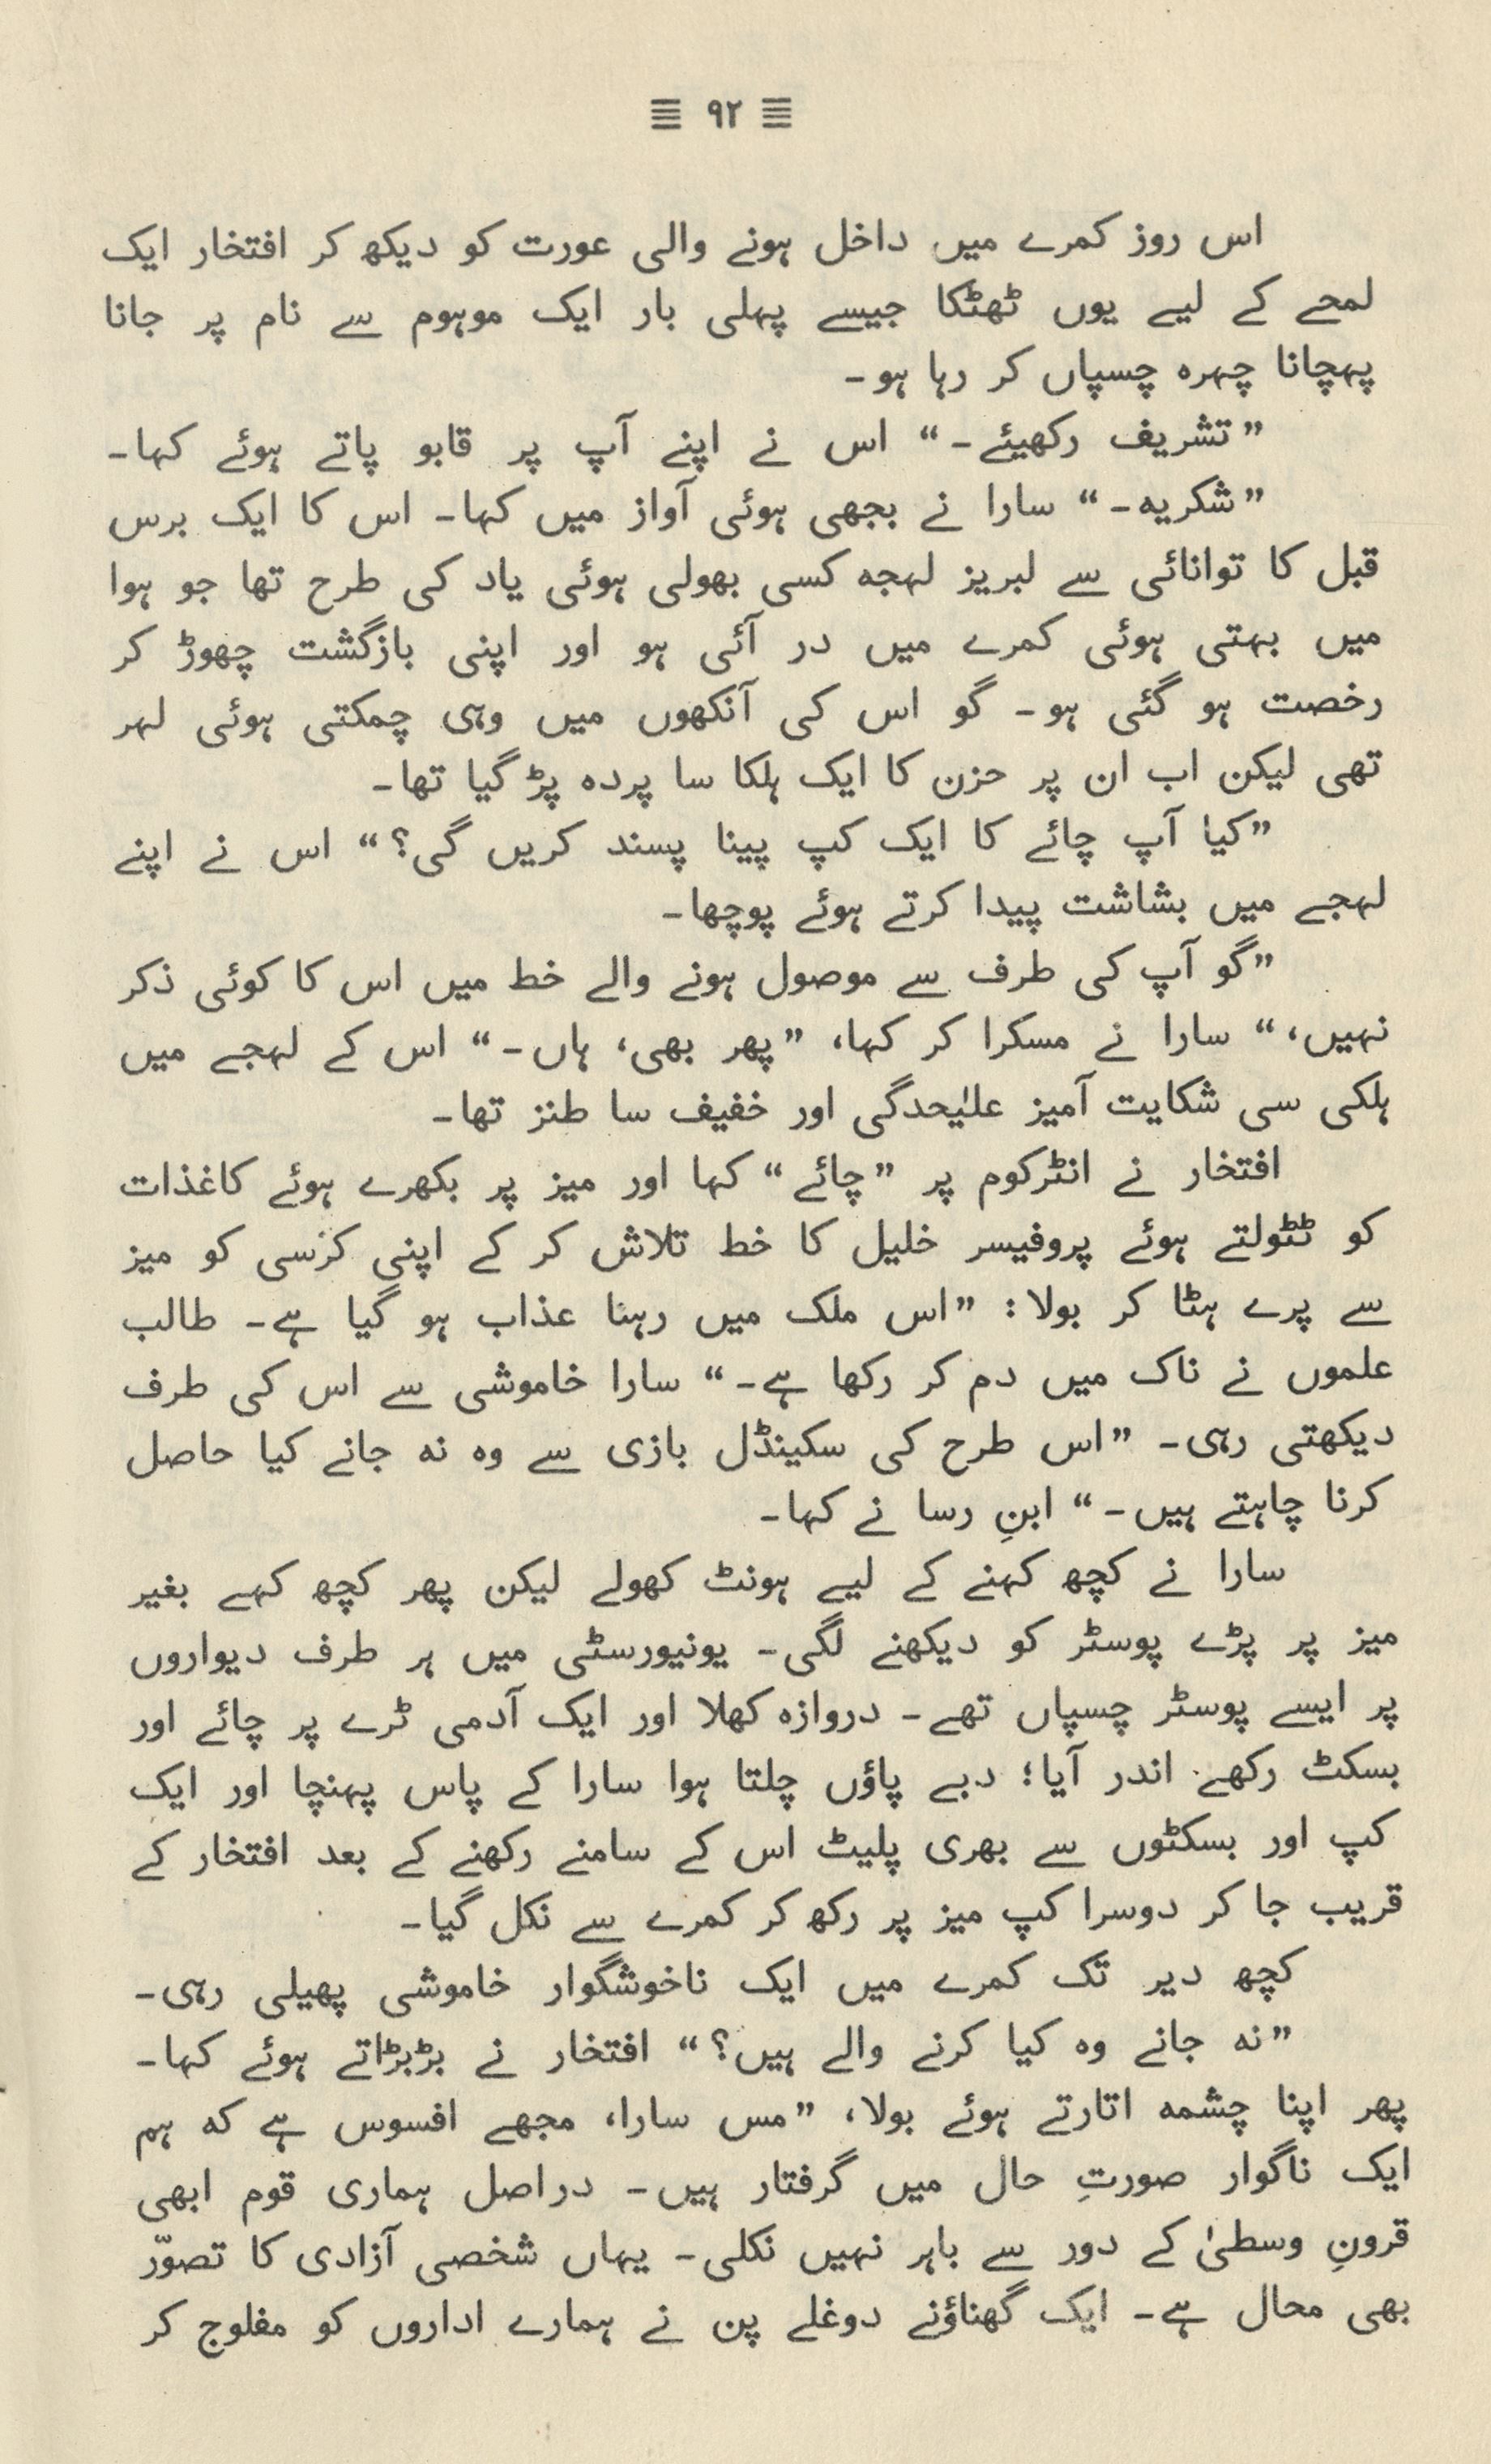 ≡ ۹۲ ≡
اس روز کمرے میں داخل ہونے والی عورت کو دیکھ کر افتخار ایک
لمحے کے لیے یوں ٹھٹکا جیسے پہلی بار ایک موہوم سے نام پر جانا
پہچانا چہرہ چسپاں کر رہا ہو۔
”تشریف رکھیئے۔“ اس نے اپنے آپ پر قابو پاتے ہوئے کہا۔
”شکریہ۔“ سارا نے بجھی ہوئی آواز میں کہا۔ اس کا ایک برس
قبل کا توانائی سے لبریز لہجہ کسی بھولی ہوئی یاد کی طرح تھا جو ہوا
میں بہتی ہوئی کمرے میں در آئی ہو اور اپنی بازگشت چھوڑ کر
رخصت ہو گئی ہو۔ گو اس کی آنکھوں میں وہی چمکتی ہوئی لہر
تھی لیکن اب ان پر حزن کا ایک ہلکا سا پردہ پڑ گیا تھا۔
”کیا آپ چائے کا ایک کپ پینا پسند کریں گی؟“ اس نے اپنے
لہجے میں بشاشت پیدا کرتے ہوئے پوچھا۔
”گو آپ کی طرف سے موصول ہونے والے خط میں اس کا کوئی ذکر
نہیں،“ سارا نے مسکرا کر کہا، ”پھر بھی، ہاں۔“ اس کے لہجے میں
ہلکی سی شکایت آمیز علیٰحدگی اور خفیف سا طنز تھا۔
افتخار نے انٹرکوم پر ”چائے“ کہا اور میز پر بکھرے ہوئے کاغذات
کو ٹٹولتے ہوئے پروفیسر خلیل کا خط تلاش کر کے اپنی کرسی کو میز
سے پرے ہٹا کر بولا: ”اس ملک میں رہنا عذاب ہو گیا ہے۔ طالب
علموں نے ناک میں دم کر رکھا ہے۔“ سارا خاموشی سے اس کی طرف
دیکھتی رہی۔ ”اس طرح کی سکینڈل بازی سے وہ نہ جانے کیا حاصل
کرنا چاہتے ہیں۔“ ابنِ رسا نے کہا۔
سارا نے کچھ کہنے کے لیے ہونٹ کھولے لیکن پھر کچھ کہے بغیر
میز پر پڑے پوسٹر کو دیکھنے لگی۔ یونیورسٹی میں ہر طرف دیواروں
پر ایسے پوسٹر چسپاں تھے۔ دروازہ کھلا اور ایک آدمی ٹرے پر چائے اور
بسکٹ رکھے اندر آیا؛ دبے پاؤں چلتا ہوا سارا کے پاس پہنچا اور ایک
کپ اور بسکٹوں سے بھری پلیٹ اس کے سامنے رکھنے کے بعد افتخار کے
قریب جا کر دوسرا کپ میز پر رکھ کر کمرے سے نکل گیا۔
کچھ دیر تک کمرے میں ایک ناخوشگوار خاموشی پھیلی رہی۔
”نہ جانے وہ کیا کرنے والے ہیں؟“ افتخار نے بڑبڑاتے ہوئے کہا۔
پھر اپنا چشمہ اتارتے ہوئے بولا، ”مس سارا، مجھے افسوس ہے کہ ہم
ایک ناگوار صورتِ حال میں گرفتار ہیں۔ دراصل ہماری قوم ابھی
قرونِ وسطیٰ کے دور سے باہر نہیں نکلی۔ یہاں شخصی آزادی کا تصوّر
بھی محال ہے۔ ایک گھناؤنے دوغلے پن نے ہمارے اداروں کو مفلوج کر